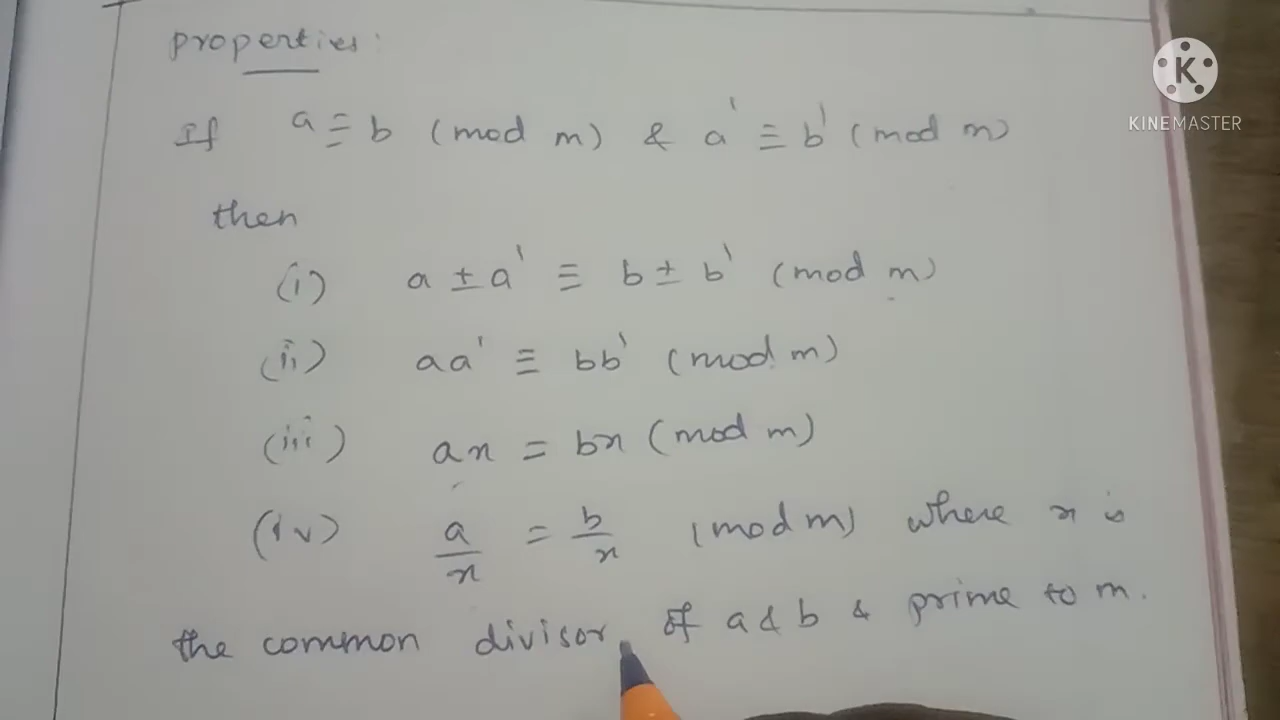 properties:
K
KINEMASTER
If a ≡ b (mod m) & a' ≡ b' (mod m)
then
(i) a ± a' ≡ b ± b' (mod m)
(ii) aa' ≡ bb' (mod m)
(iii) ax = bx (mod m)
(iv) a/x = b/x (mod m) where x is
the common divisor of a & b & prime to m.